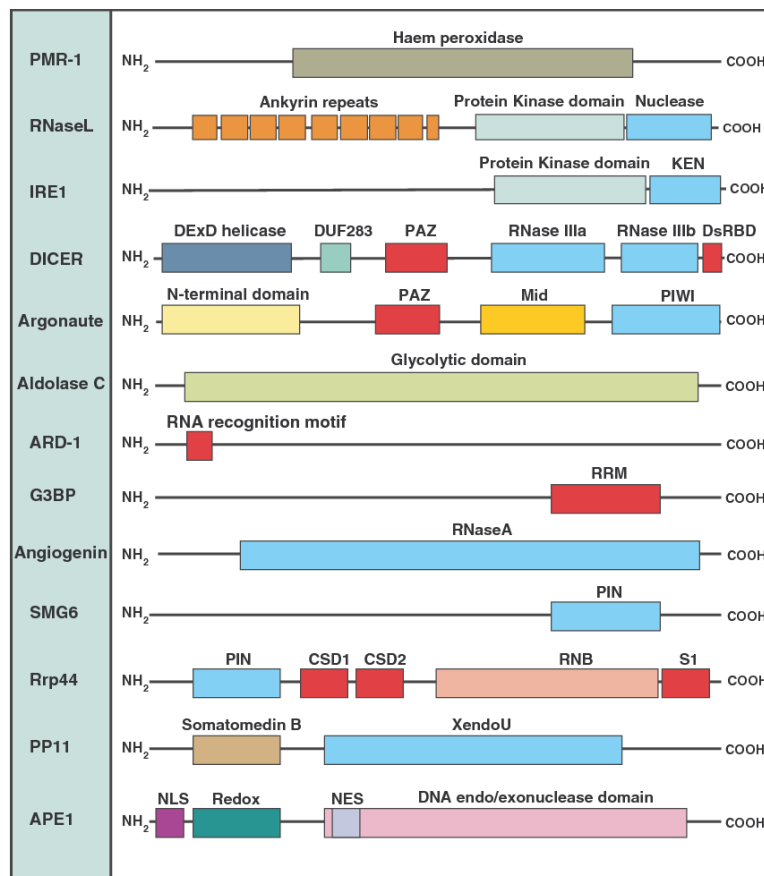 Haem peroxidase
PMR-1 NH2 COOH
Ankyrin repeats Protein Kinase domain Nuclease
RNaseL NH2 COOH
Protein Kinase domain KEN
IRE1 NH2 COOH
DExD helicase DUF283 PAZ RNase IIIa RNase IIIb DsRBD
DICER NH2 COOH
N-terminal domain PAZ Mid PIWI
Argonaute NH2 COOH
Glycolytic domain
Aldolase C NH2 COOH
RNA recognition motif
ARD-1 NH2 COOH
RRM
G3BP NH2 COOH
RNaseA
Angiogenin NH2 COOH
PIN
SMG6 NH2 COOH
PIN CSD1 CSD2 RNB S1
Rrp44 NH2 COOH
Somatomedin B XendoU
PP11 NH2 COOH
NLS Redox NES DNA endo/exonuclease domain
APE1 NH2 COOH